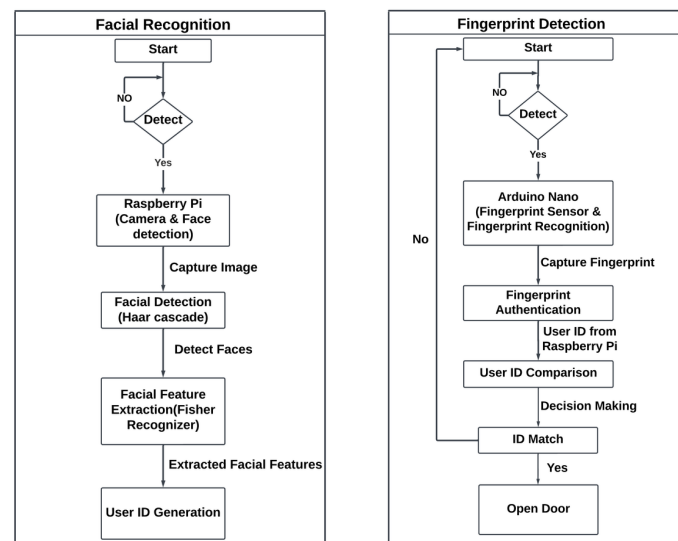 Facial Recognition
Start
NO
Detect
Yes
Raspberry Pi
(Camera & Face
detection)
Capture Image
Facial Detection
(Haar cascade)
Detect Faces
Facial Feature
Extraction(Fisher
Recognizer)
Extracted Facial Features
User ID Generation
Fingerprint Detection
Start
NO
Detect
Yes
Arduino Nano
(Fingerprint Sensor &
Fingerprint Recognition)
No
Capture Fingerprint
Fingerprint
Authentication
User ID from
Raspberry Pi
User ID Comparison
Decision Making
ID Match
Yes
Open Door